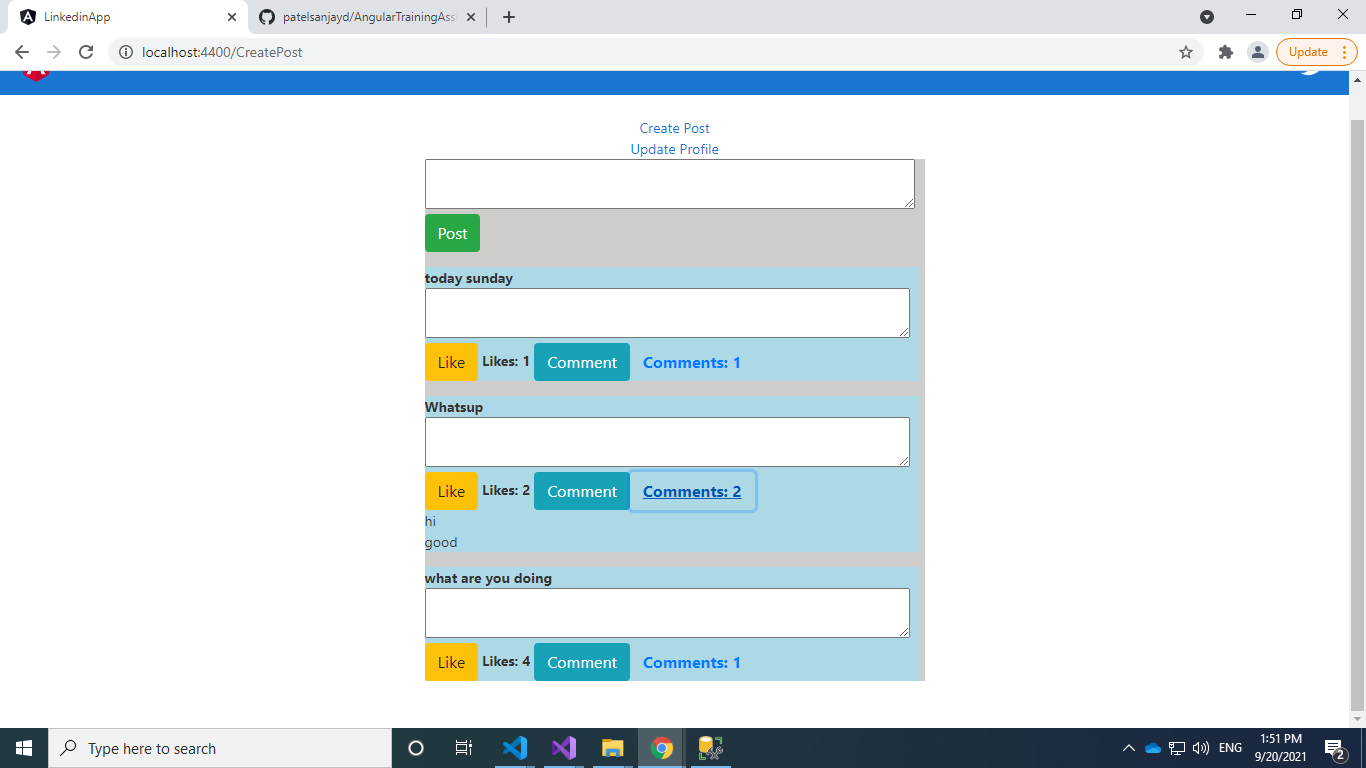 LinkedinApp
patelsanjayd/AngularTrainingAss
localhost:4400/CreatePost
Update
Create Post
Update Profile
Post
today sunday
Like Likes: 1 Comment Comments: 1
Whatsup
Like Likes: 2 Comment Comments: 2
hi
good
what are you doing
Like Likes: 4 Comment Comments: 1
Type here to search
ENG
1:51 PM
9/20/2021
2